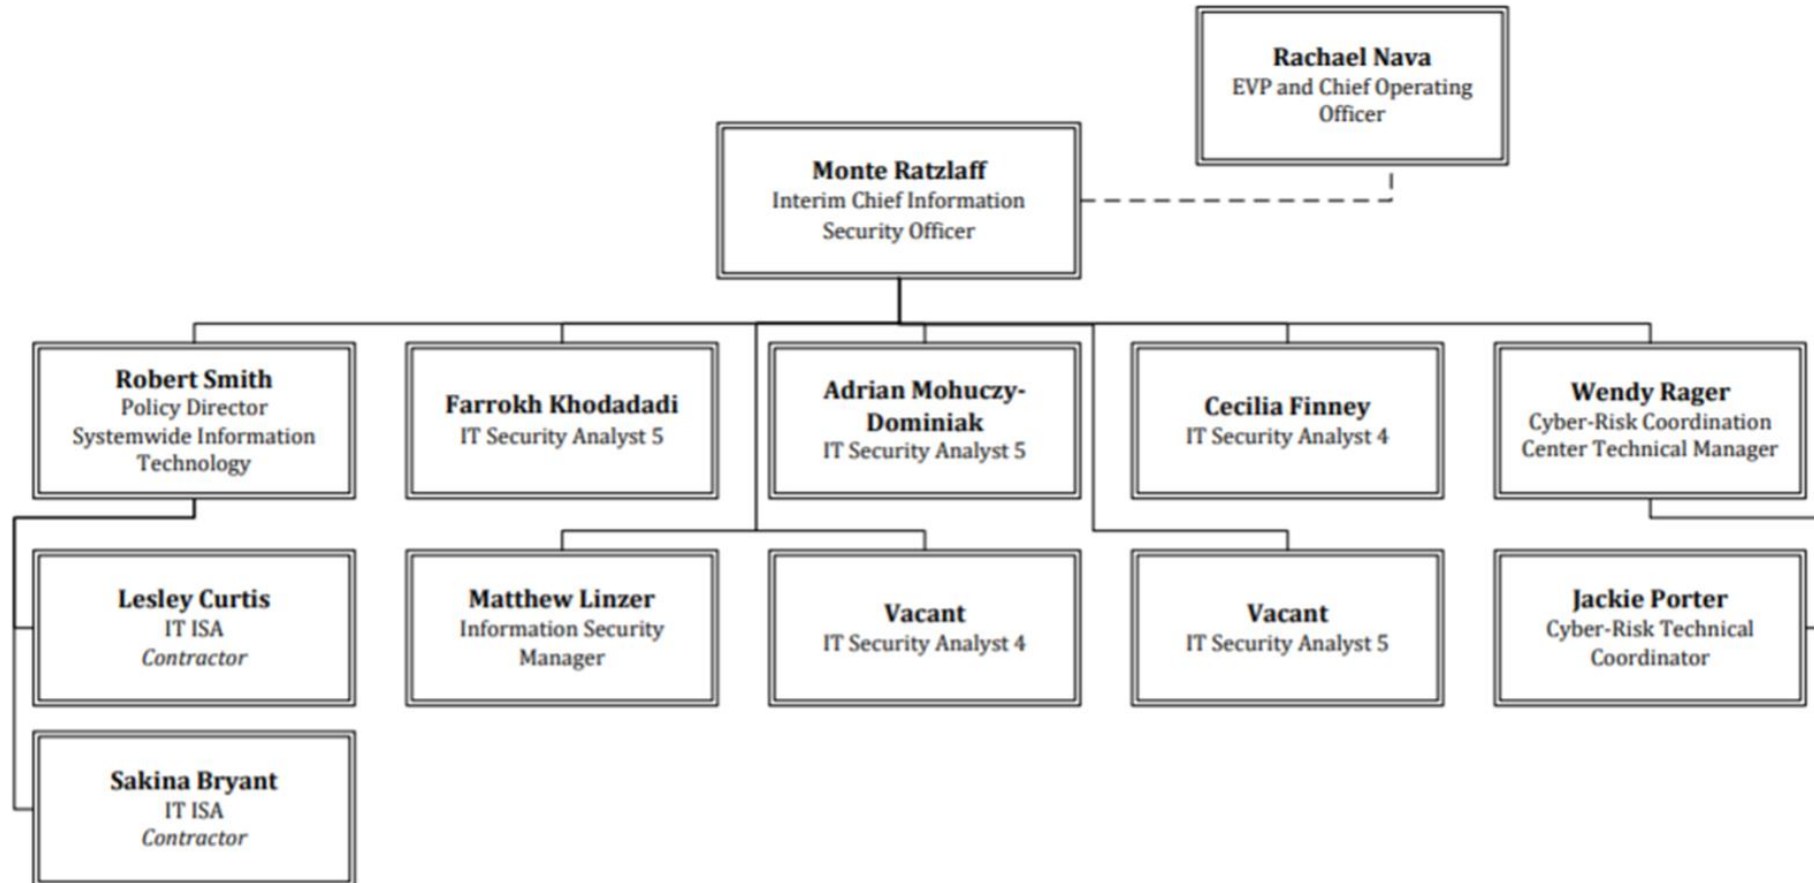 Rachael Nava
EVP and Chief Operating
Officer
Monte Ratzlaff
Interim Chief Information
Security Officer
Robert Smith
Policy Director
Systemwide Information
Technology
Farrokh Khodadadi
IT Security Analyst 5
Adrian Mohuczy-
Dominiak
IT Security Analyst 5
Cecilia Finney
IT Security Analyst 4
Wendy Rager
Cyber-Risk Coordination
Center Technical Manager
Lesley Curtis
IT ISA
Contractor
Matthew Linzer
Information Security
Manager
Vacant
IT Security Analyst 4
Vacant
IT Security Analyst 5
Jackie Porter
Cyber-Risk Technical
Coordinator
Sakina Bryant
IT ISA
Contractor